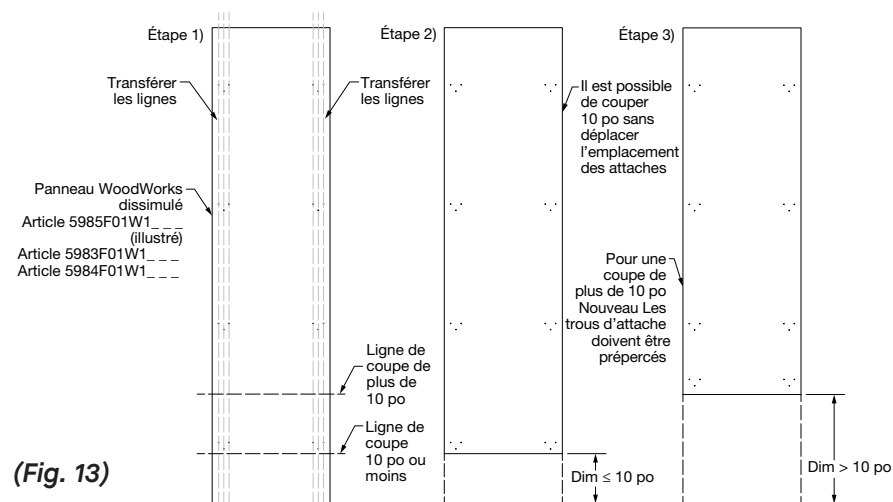 Étape 1)
Transférer
les lignes
Transférer
les lignes
Panneau WoodWorks
dissimulé
Article 5985F01W1_ _ _
(illustré)
Article 5983F01W1_ _ _
Article 5984F01W1_ _ _
Ligne de
coupe de
plus de
10 po
Ligne de
coupe
10 po ou
moins
Étape 2)
Il est possible
de couper
10 po sans
déplacer
l’emplacement
des attaches
Dim ≤ 10 po
Étape 3)
Pour une
coupe de
plus de 10 po
Nouveau Les
trous d’attache
doivent être
prépercés
Dim > 10 po
(Fig. 13)